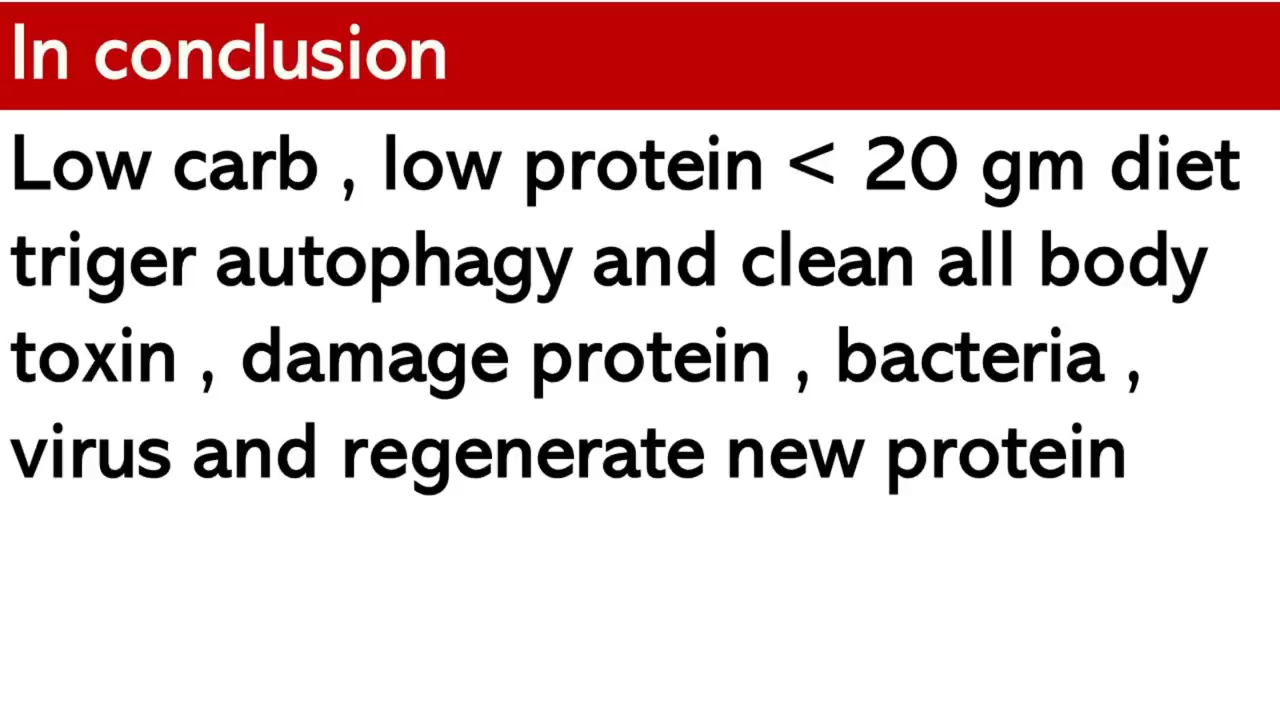 In conclusion
Low carb , low protein < 20 gm diet
triger autophagy and clean all body
toxin , damage protein , bacteria ,
virus and regenerate new protein